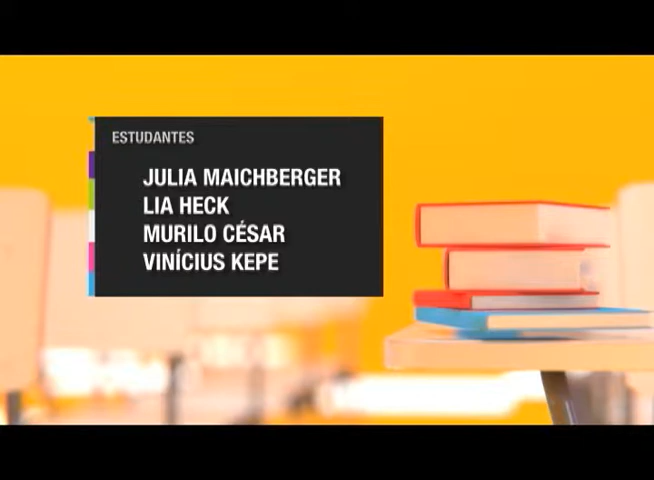 ESTUDANTES
JULIA MAICHBERGER
LIA HECK
MURILO CÉSAR
VINÍCIUS KEPE